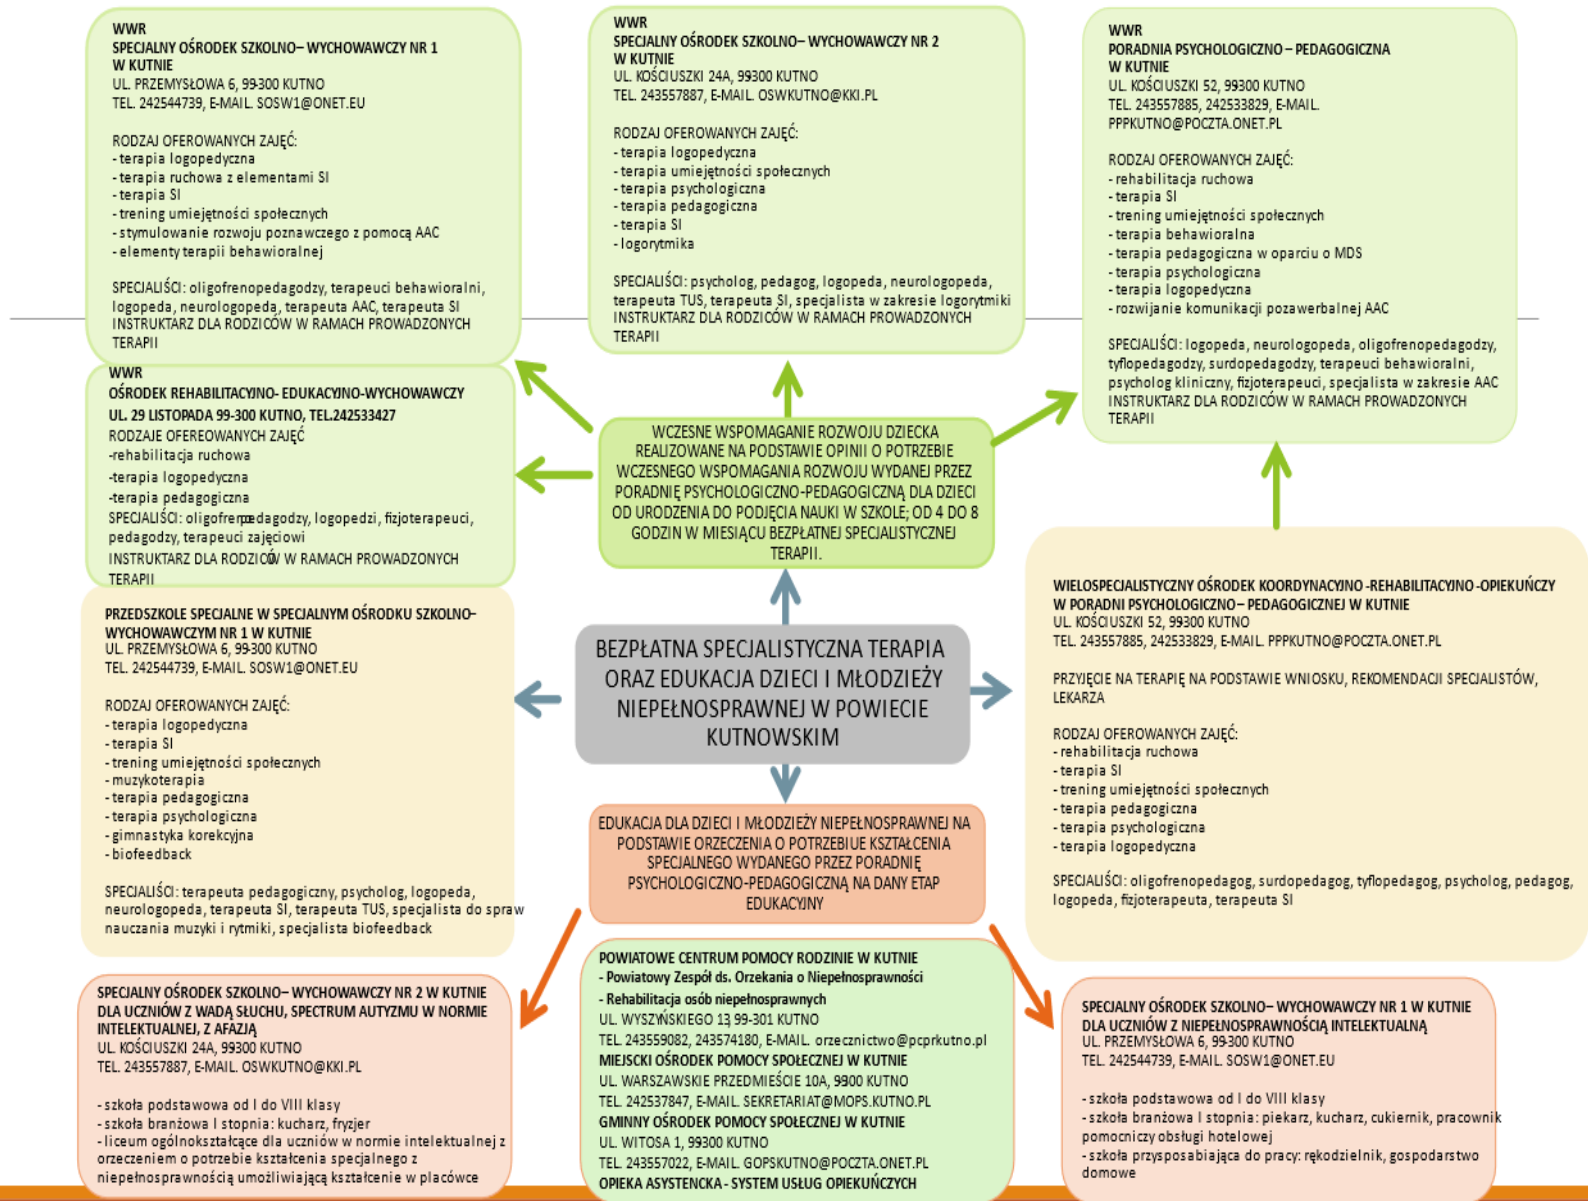 WWR
SPECJALNY OŚRODEK SZKOLNO– WYCHOWAWCZY NR 1
W KUTNIE
UL. PRZEMYSŁOWA 6, 99-300 KUTNO
TEL. 242544739, E-MAIL. SOSW1@ONET.EU
RODZAJ OFEROWANYCH ZAJĘĆ:
- terapia logopedyczna
- terapia ruchowa z elementami SI
- terapia SI
- trening umiejętności społecznych
- stymulowanie rozwoju poznawczego z pomocą AAC
- elementy terapii behawioralnej
SPECJALIŚCI: oligofrenopedagodzy, terapeuci behawioralni,
logopeda, neurologopeda, terapeuta AAC, terapeuta SI
INSTRUKTARZ DLA RODZICÓW W RAMACH PROWADZONYCH
TERAPII
WWR
SPECJALNY OŚRODEK SZKOLNO– WYCHOWAWCZY NR 2
W KUTNIE
UL. KOŚCIUSZKI 24A, 99300 KUTNO
TEL. 243557887, E-MAIL. OSWKUTNO@KKI.PL
RODZAJ OFEROWANYCH ZAJĘĆ:
- terapia logopedyczna
- terapia umiejętności społecznych
- terapia psychologiczna
- terapia pedagogiczna
- terapia SI
- logorytmika
SPECJALIŚCI: psycholog, pedagog, logopeda, neurologopeda,
terapeuta TUS, terapeuta SI, specjalista w zakresie logorytmiki
INSTRUKTARZ DLA RODZICÓW W RAMACH PROWADZONYCH
TERAPII
WWR
PORADNIA PSYCHOLOGICZNO – PEDAGOGICZNA
W KUTNIE
UL. KOŚCIUSZKI 52, 99300 KUTNO
TEL. 243557885, 242533829, E-MAIL.
PPPKUTNO@POCZTA.ONET.PL
RODZAJ OFEROWANYCH ZAJĘĆ:
- rehabilitacja ruchowa
- terapia SI
- trening umiejętności społecznych
- terapia behawioralna
- terapia pedagogiczna w oparciu o MDS
- terapia psychologiczna
- terapia logopedyczna
- rozwijanie komunikacji pozawerbalnej AAC
SPECJALIŚCI: logopeda, neurologopeda, oligofrenopedagodzy,
tyflopedagodzy, surdopedagodzy, terapeuci behawioralni,
psycholog kliniczny, fizjoterapeuci, specjalista w zakresie AAC
INSTRUKTARZ DLA RODZICÓW W RAMACH PROWADZONYCH
TERAPII
WWR
OŚRODEK REHABILITACYJNO- EDUKACYJNO-WYCHOWAWCZY
UL. 29 LISTOPADA 99-300 KUTNO, TEL.242533427
RODZAJE OFEREOWANYCH ZAJĘĆ
-rehabilitacja ruchowa
-terapia logopedyczna
-terapia pedagogiczna
SPECJALIŚCI: oligofrenopedagodzy, logopedzi, fizjoterapeuci,
pedagodzy, terapeuci zajęciowi
INSTRUKTARZ DLA RODZICÓW W RAMACH PROWADZONYCH
TERAPII
WCZESNE WSPOMAGANIE ROZWOJU DZIECKA
REALIZOWANE NA PODSTAWIE OPINII O POTRZEBIE
WCZESNEGO WSPOMAGANIA ROZWOJU WYDANEJ PRZEZ
PORADNIĘ PSYCHOLOGICZNO-PEDAGOGICZNĄ DLA DZIECI
OD URODZENIA DO PODJĘCIA NAUKI W SZKOLE; OD 4 DO 8
GODZIN W MIESIĄCU BEZPŁATNEJ SPECJALISTYCZNEJ
TERAPII.
PRZEDSZKOLE SPECJALNE W SPECJALNYM OŚRODKU SZKOLNO–
WYCHOWAWCZYM NR 1 W KUTNIE
UL. PRZEMYSŁOWA 6, 99-300 KUTNO
TEL. 242544739, E-MAIL. SOSW1@ONET.EU
RODZAJ OFEROWANYCH ZAJĘĆ:
- terapia logopedyczna
- terapia SI
- trening umiejętności społecznych
- muzykoterapia
- terapia pedagogiczna
- terapia psychologiczna
- gimnastyka korekcyjna
- biofeedback
SPECJALIŚCI: terapeuta pedagogiczny, psycholog, logopeda,
neurologopeda, terapeuta SI, terapeuta TUS, specjalista do spraw
nauczania muzyki i rytmiki, specjalista biofeedback
BEZPŁATNA SPECJALISTYCZNA TERAPIA
ORAZ EDUKACJA DZIECI I MŁODZIEŻY
NIEPEŁNOSPRAWNEJ W POWIECIE
KUTNOWSKIM
WIELOSPECJALISTYCZNY OŚRODEK KOORDYNACYJNO -REHABILITACYJNO -OPIEKUŃCZY
W PORADNI PSYCHOLOGICZNO – PEDAGOGICZNEJ W KUTNIE
UL. KOŚCIUSZKI 52, 99300 KUTNO
TEL. 243557885, 242533829, E-MAIL. PPPKUTNO@POCZTA.ONET.PL
PRZYJĘCIE NA TERAPIĘ NA PODSTAWIE WNIOSKU, REKOMENDACJI SPECJALISTÓW,
LEKARZA
RODZAJ OFEROWANYCH ZAJĘĆ:
- rehabilitacja ruchowa
- terapia SI
- trening umiejętności społecznych
- terapia pedagogiczna
- terapia psychologiczna
- terapia logopedyczna
SPECJALIŚCI: oligofrenopedagog, surdopedagog, tyflopedagog, psycholog, pedagog,
logopeda, fizjoterapeuta, terapeuta SI
EDUKACJA DLA DZIECI I MŁODZIEŻY NIEPEŁNOSPRAWNEJ NA
PODSTAWIE ORZECZENIA O POTRZEBIUE KSZTAŁCENIA
SPECJALNEGO WYDANEGO PRZEZ PORADNIĘ
PSYCHOLOGICZNO-PEDAGOGICZNĄ NA DANY ETAP
EDUKACYJNY
SPECJALNY OŚRODEK SZKOLNO– WYCHOWAWCZY NR 2 W KUTNIE
DLA UCZNIÓW Z WADĄ SŁUCHU, SPECTRUM AUTYZMU W NORMIE
INTELEKTUALNEJ, Z AFAZJĄ
UL. KOŚCIUSZKI 24A, 99300 KUTNO
TEL. 243557887, E-MAIL. OSWKUTNO@KKI.PL
- szkoła podstawowa od I do VIII klasy
- szkoła branżowa I stopnia: kucharz, fryzjer
- liceum ogólnokształcące dla uczniów w normie intelektualnej z
orzeczeniem o potrzebie kształcenia specjalnego z
niepełnosprawnością umożliwiającą kształcenie w placówce
POWIATOWE CENTRUM POMOCY RODZINIE W KUTNIE
- Powiatowy Zespół ds. Orzekania o Niepełnosprawności
- Rehabilitacja osób niepełnosprawnych
UL. WYSZYŃSKIEGO 13, 99-301 KUTNO
TEL. 243559082, 243574180, E-MAIL. orzecznictwo@pcprkutno.pl
MIEJSCKI OŚRODEK POMOCY SPOŁECZNEJ W KUTNIE
UL. WARSZAWSKIE PRZEDMIEŚCIE 10A, 9900 KUTNO
TEL. 242537847, E-MAIL. SEKRETARIAT@MOPS.KUTNO.PL
GMINNY OŚRODEK POMOCY SPOŁECZNEJ W KUTNIE
UL. WITOSA 1, 99300 KUTNO
TEL. 243557022, E-MAIL. GOPSKUTNO@POCZTA.ONET.PL
OPIEKA ASYSTENCKA - SYSTEM USŁUG OPIEKUŃCZYCH
SPECJALNY OŚRODEK SZKOLNO– WYCHOWAWCZY NR 1 W KUTNIE
DLA UCZNIÓW Z NIEPEŁNOSPRAWNOŚCIĄ INTELEKTUALNĄ
UL. PRZEMYSŁOWA 6, 99300 KUTNO
TEL. 242544739, E-MAIL. SOSW1@ONET.EU
- szkoła podstawowa od I do VIII klasy
- szkoła branżowa I stopnia: piekarz, kucharz, cukiernik, pracownik
pomocniczy obsługi hotelowej
- szkoła przysposabiająca do pracy: rękodzielnik, gospodarstwo
domowe